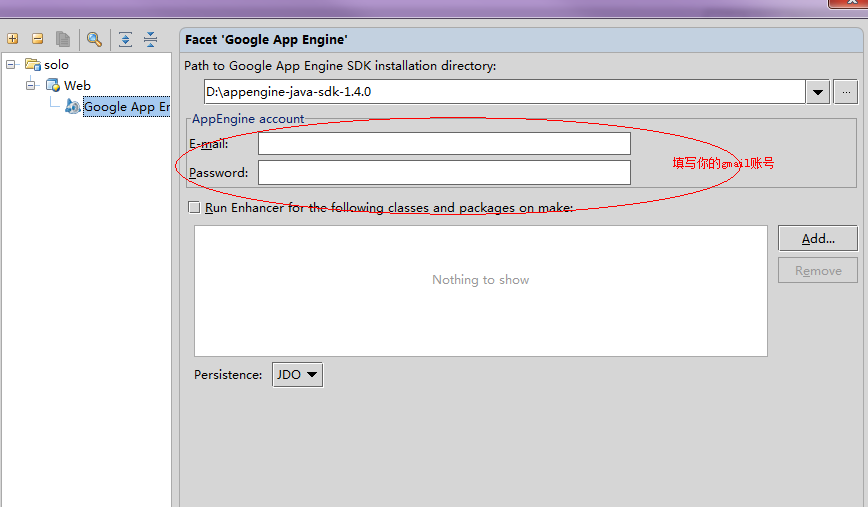 solo
Web
Google App Er
Facet 'Google App Engine'
Path to Google App Engine SDK installation directory:
D:\appengine-java-sdk-1.4.0
...
AppEngine account
E-mail:
填写你的gmail账号
Password:
Run Enhancer for the following classes and packages on make:
Add...
Nothing to show
Remove
Persistence:
JDO